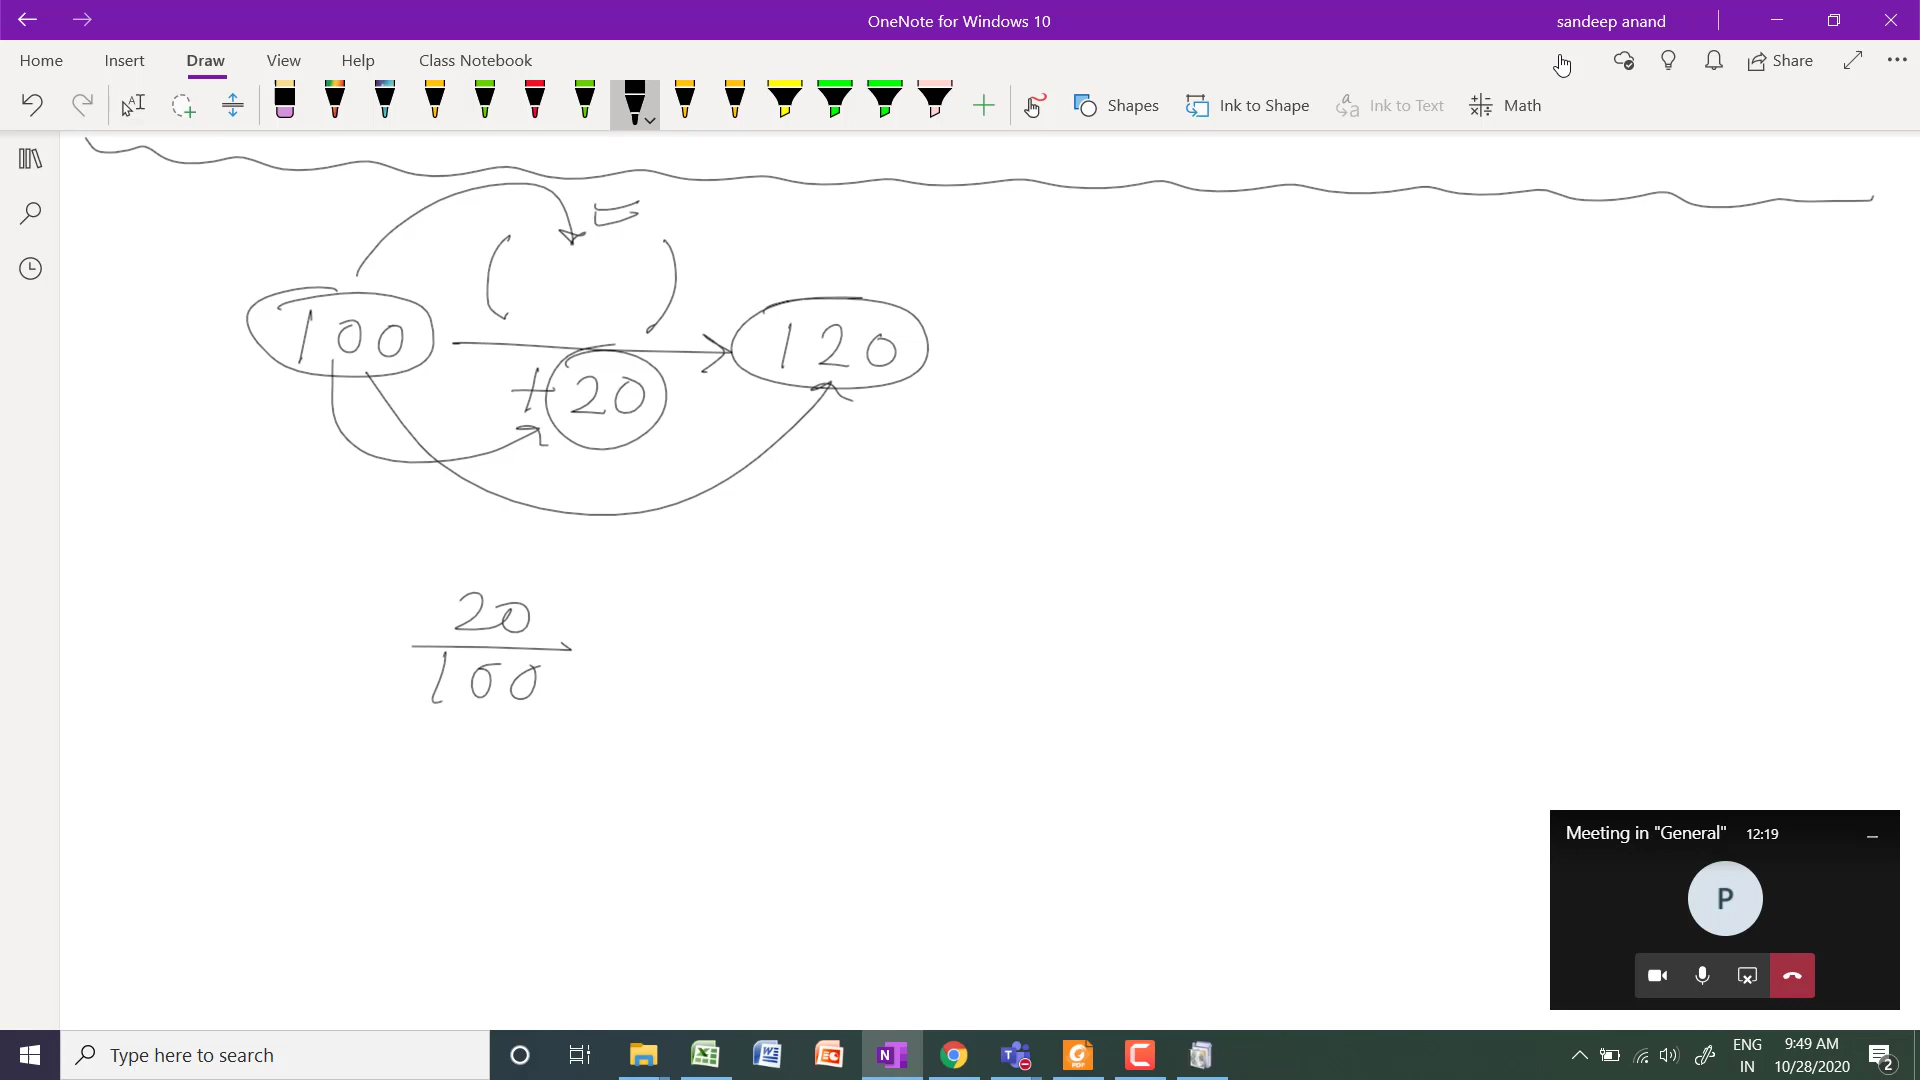 OneNote for Windows 10
sandeep anand
Home Insert Draw View Help Class Notebook
Share
Shapes Ink to Shape Ink to Text Math
=
( )
100 120
+20
20
100
Meeting in "General" 12:19
P
Type here to search
ENG
IN
9:49 AM
10/28/2020
2